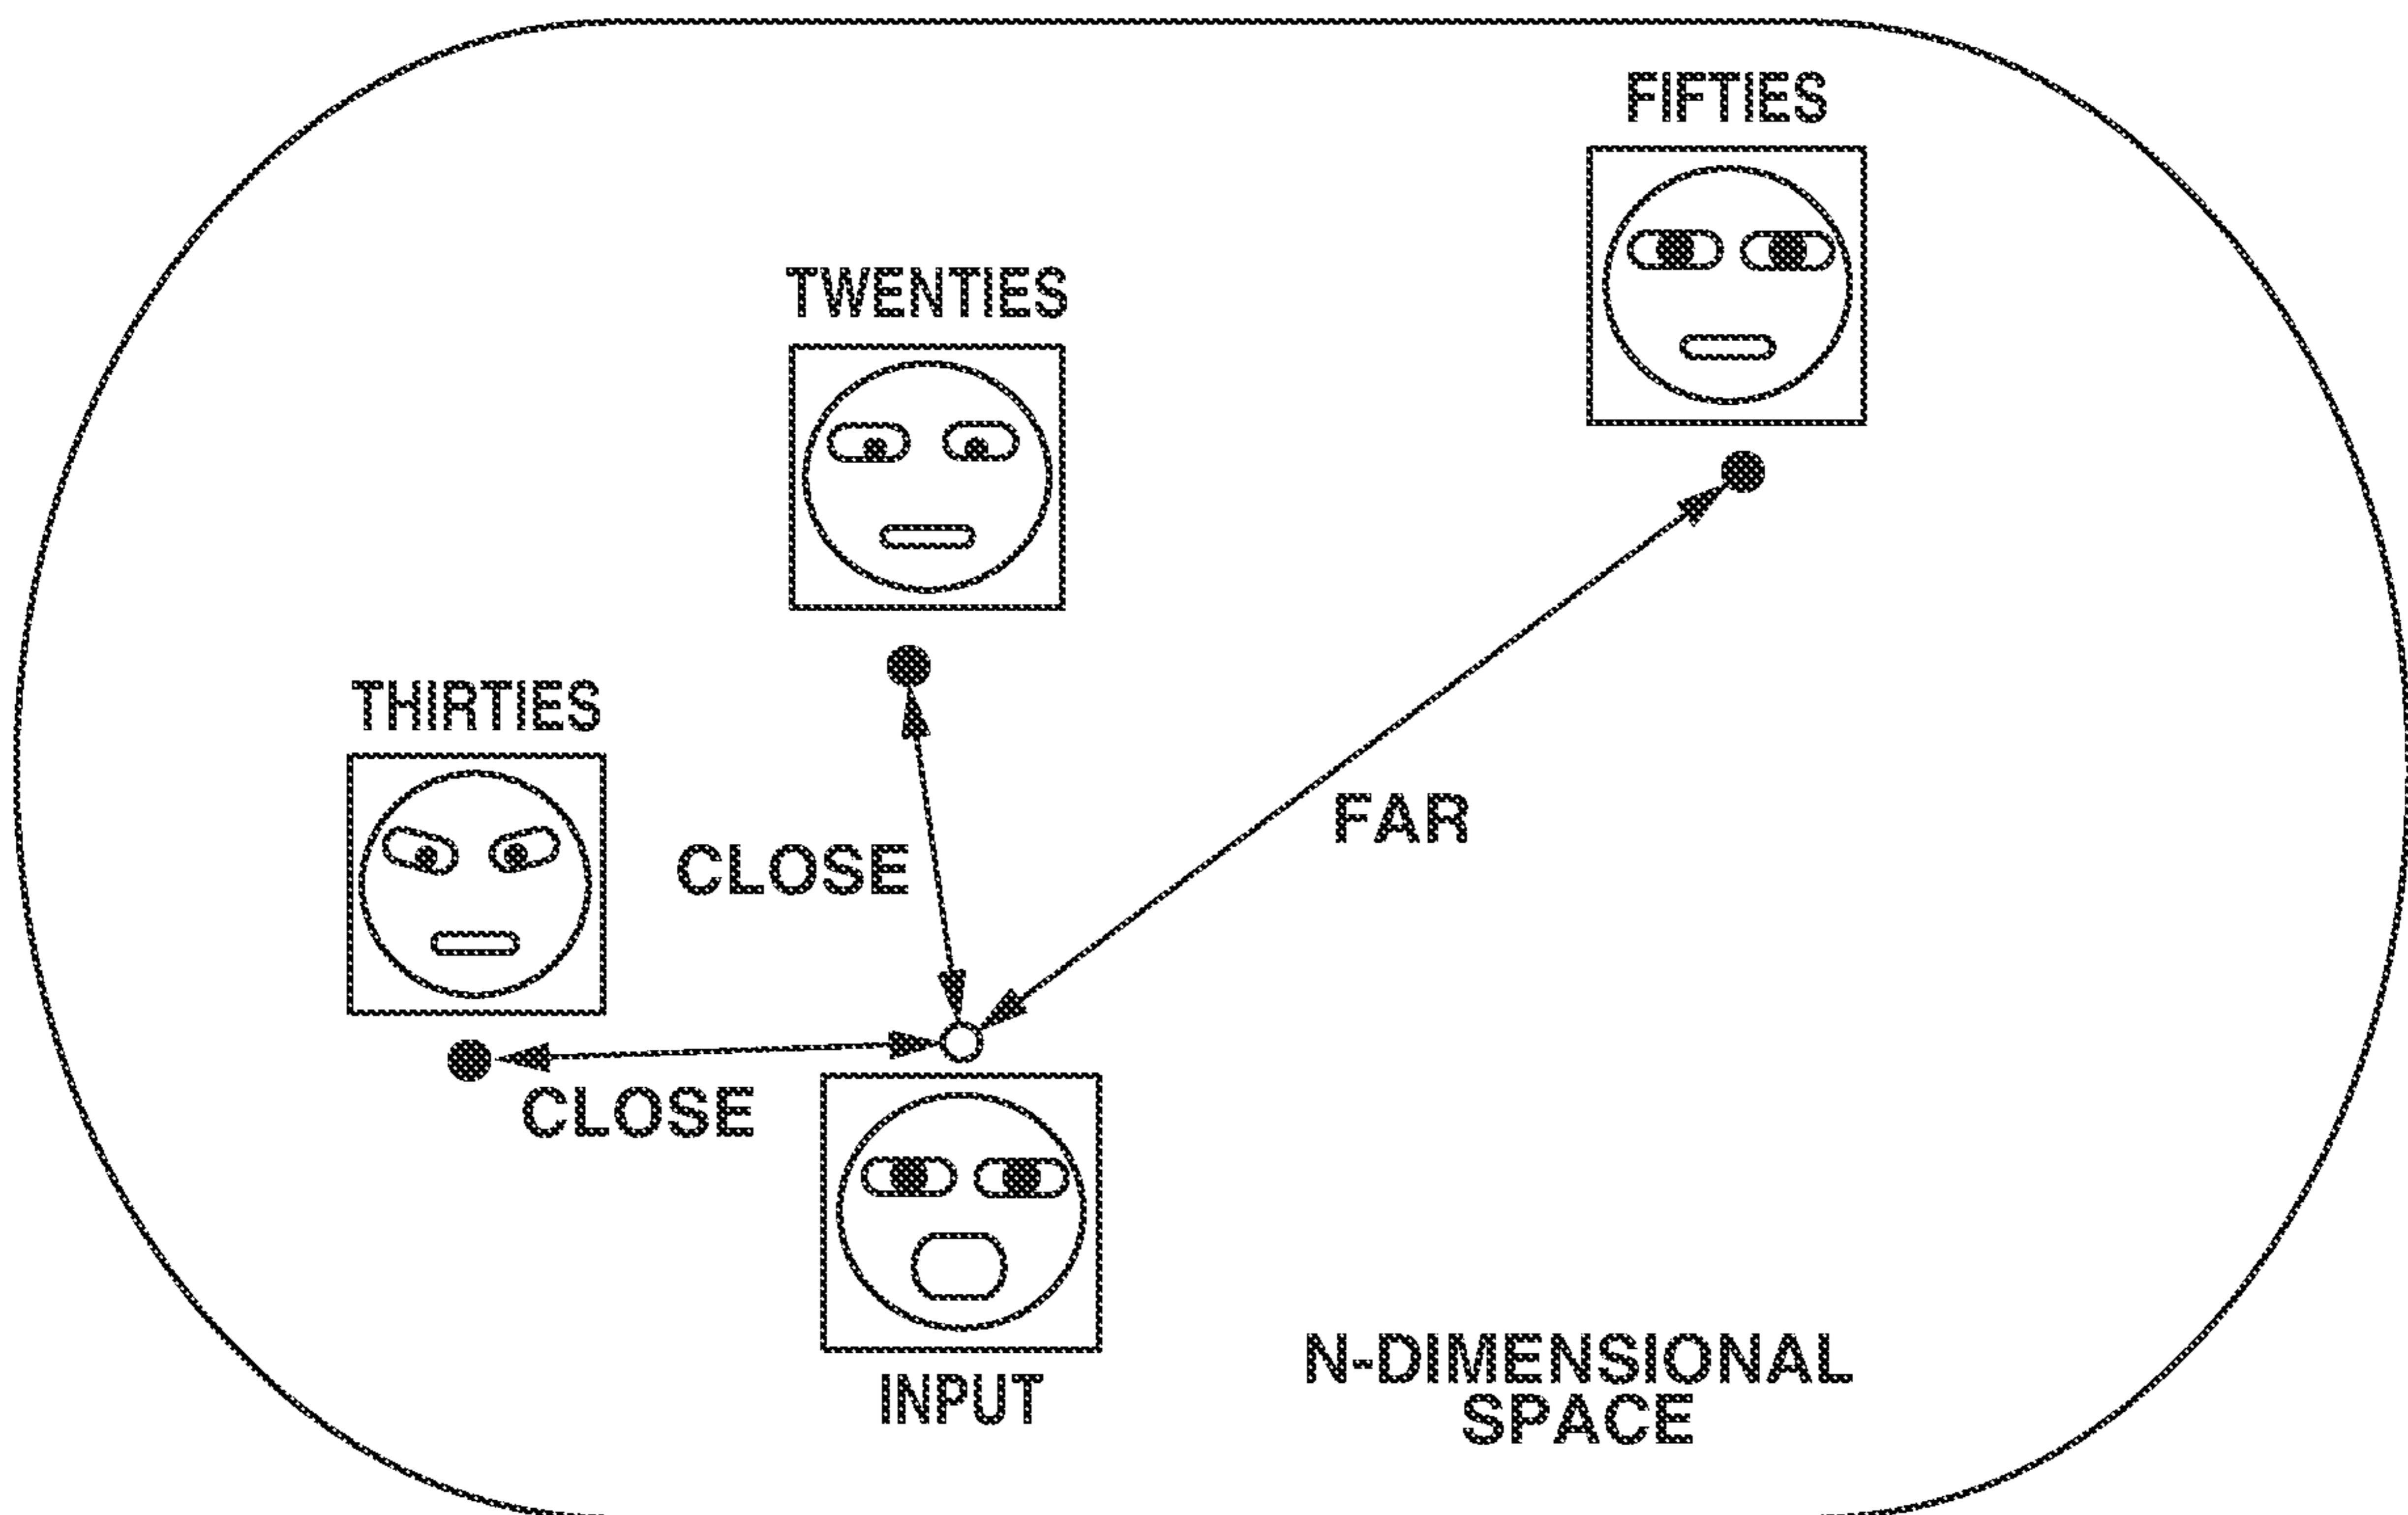 FIFTIES
TWENTIES
THIRTIES
FAR
CLOSE
CLOSE
INPUT
N-DIMENSIONAL
SPACE